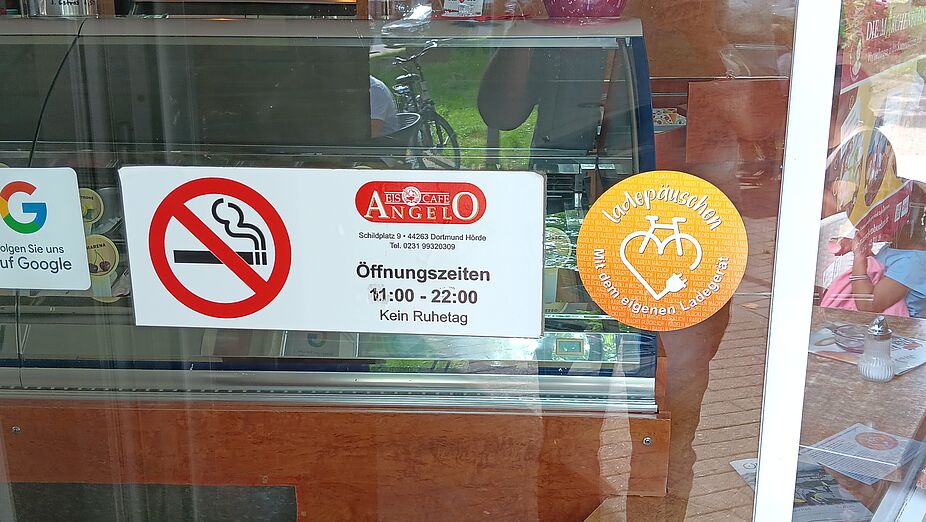 G
olgen Sie uns
uf Google
EIS CAFE
ANGELO
Schildplatz 9 • 44263 Dortmund Hörde
Tel. 0231 99320309
Öffnungszeiten
11:00 - 22:00
Kein Ruhetag
ladepäuschen
Mit dem eigenen Ladegerät